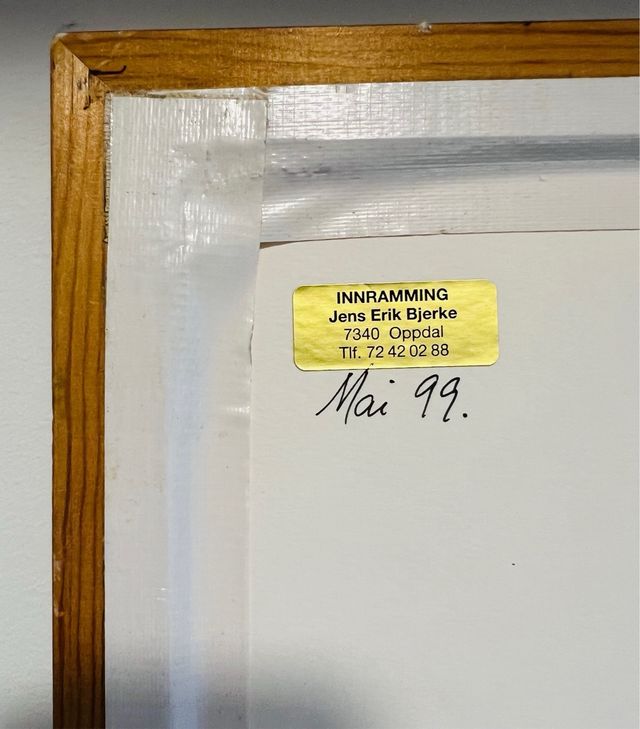 INNRAMMING
Jens Erik Bjerke
7340 Oppdal
Tlf. 72 42 02 88
Mai 99.